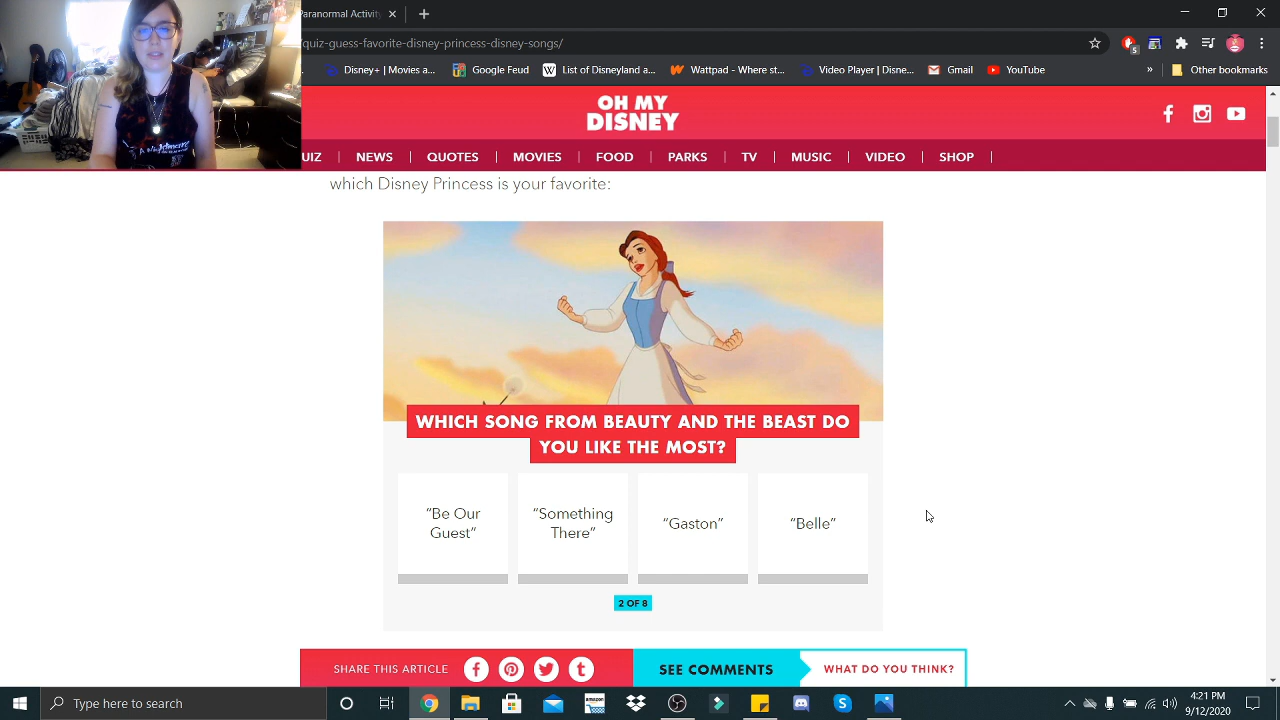 Paranormal Activity
/quiz-guess-favorite-disney-princess-disney-songs/
5
Disney+ | Movies a...
Google Feud
List of Disneyland a...
Wattpad - Where st...
Video Player | Disne...
Gmail
YouTube
»
Other bookmarks
OH MY
DISNEY
UIZ
NEWS
QUOTES
MOVIES
FOOD
PARKS
TV
MUSIC
VIDEO
SHOP
which Disney Princess is your favorite:
WHICH SONG FROM BEAUTY AND THE BEAST DO
YOU LIKE THE MOST?
“Be Our
Guest”
“Something
There”
“Gaston”
“Belle”
2 OF 8
SHARE THIS ARTICLE
SEE COMMENTS
WHAT DO YOU THINK?
Type here to search
amazon
4:21 PM
9/12/2020